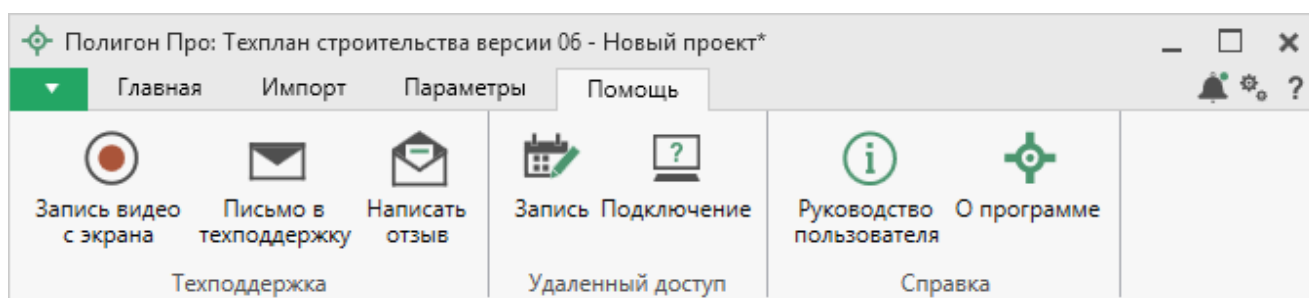 Полигон Про: Техплан строительства версии 06 - Новый проект*
Главная Импорт Параметры Помощь ?
?
i
Запись видео с экрана
Письмо в техподдержку
Написать отзыв
Запись
Подключение
Руководство пользователя
О программе
Техподдержка
Удаленный доступ
Справка